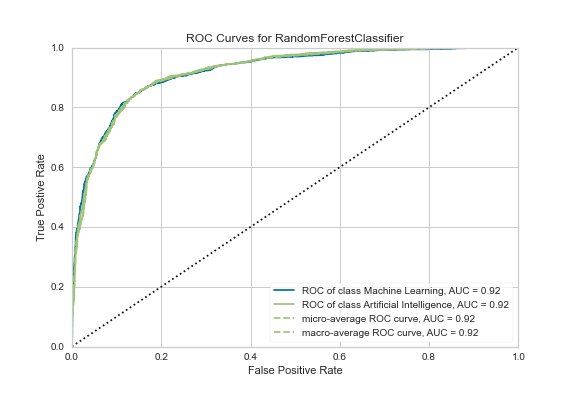 ROC Curves for RandomForestClassifier
1.0
0.8
0.6
0.4
0.2
0.0
True Postive Rate
ROC of class Machine Learning, AUC = 0.92
ROC of class Artificial Intelligence, AUC = 0.92
micro-average ROC curve, AUC = 0.92
macro-average ROC curve, AUC = 0.92
0.0 0.2 0.4 0.6 0.8 1.0
False Positive Rate